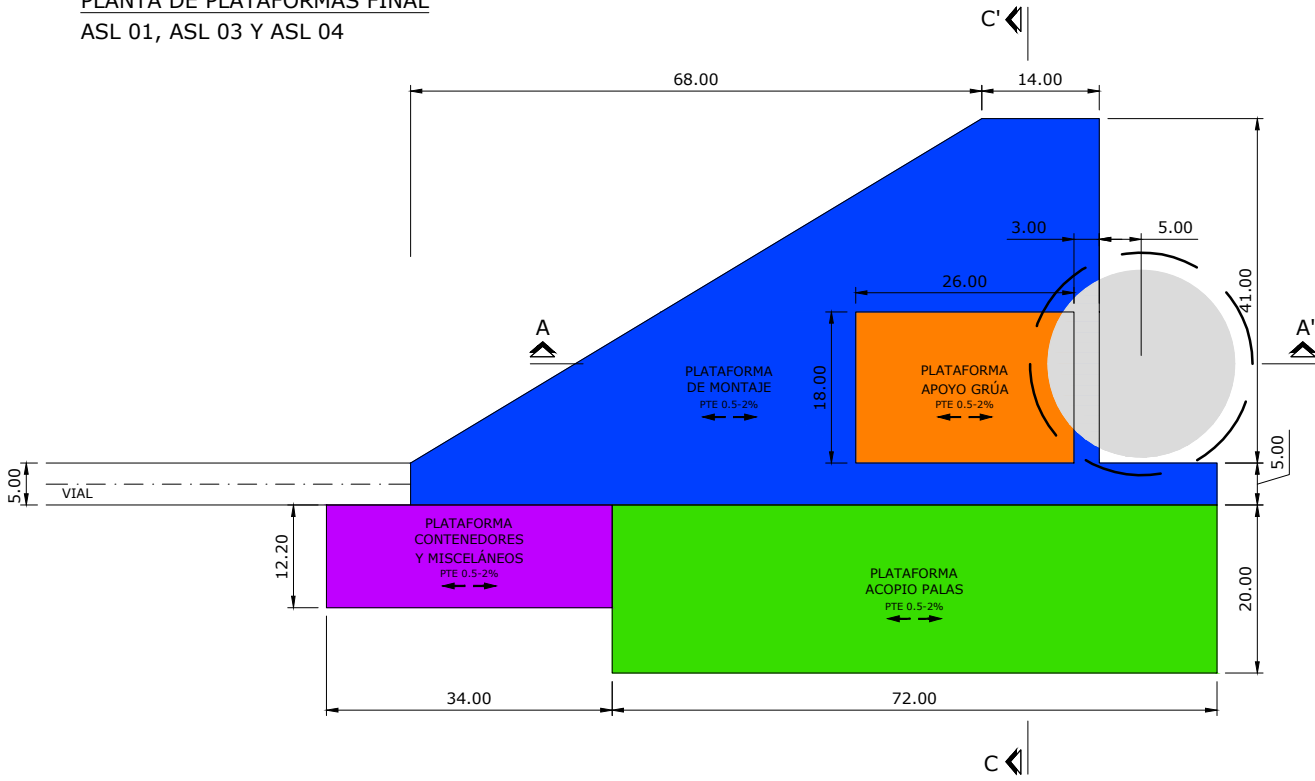 PLANTA DE PLATAFORMAS FINAL
ASL 01, ASL 03 Y ASL 04
C'
68.00
14.00
3.00
5.00
26.00
41.00
A
A'
18.00
PLATAFORMA
DE MONTAJE
PTE 0.5-2%
PLATAFORMA
APOYO GRÚA
PTE 0.5-2%
5.00
VIAL
5.00
12.20
PLATAFORMA
CONTENEDORES
Y MISCELÁNEOS
PTE 0.5-2%
PLATAFORMA
ACOPIO PALAS
PTE 0.5-2%
20.00
34.00
72.00
C